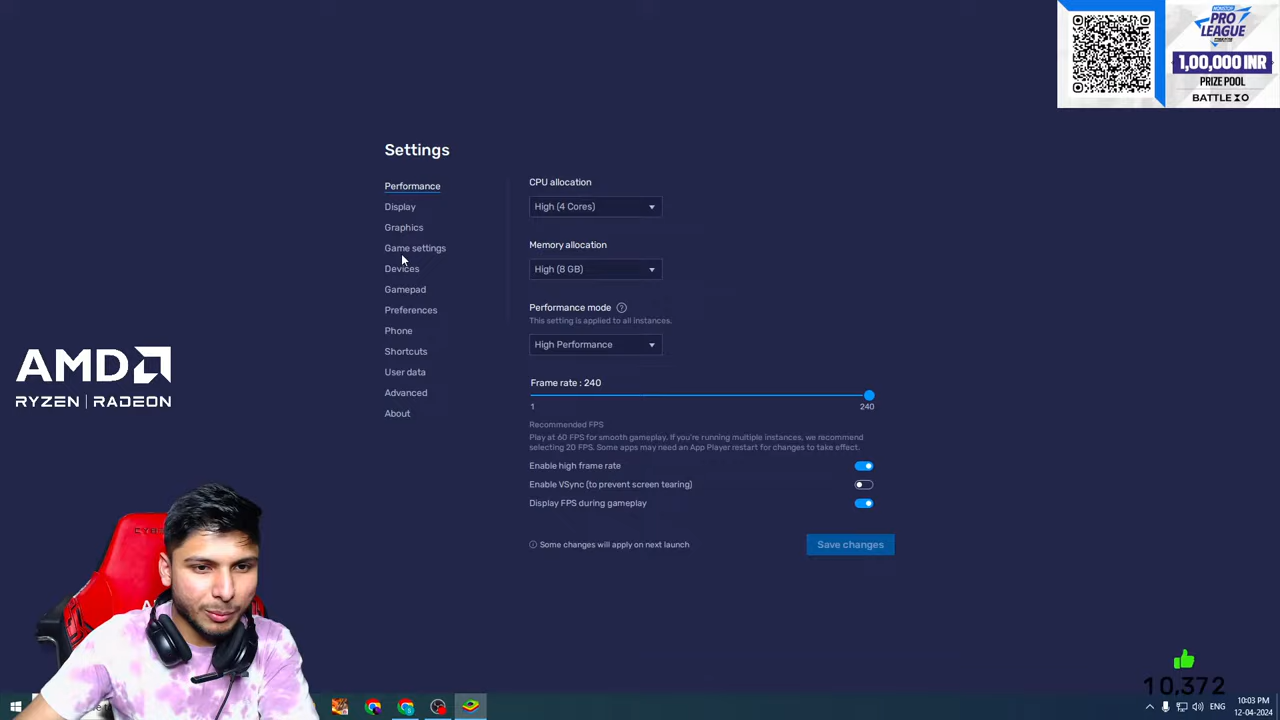 NONSTOP
PRO
LEAGUE
1,00,000 INR
PRIZE POOL
BATTLE XO
Settings
Performance
Display
Graphics
Game settings
Devices
Gamepad
Preferences
Phone
Shortcuts
User data
Advanced
About
CPU allocation
High (4 Cores)
Memory allocation
High (8 GB)
Performance mode ?
This setting is applied to all instances.
High Performance
Frame rate : 240
1
240
Recommended FPS
Play at 60 FPS for smooth gameplay. If you're running multiple instances, we recommend
selecting 20 FPS. Some apps may need an App Player restart for changes to take effect.
Enable high frame rate
Enable VSync (to prevent screen tearing)
Display FPS during gameplay
Some changes will apply on next launch
Save changes
AMD
RYZEN | RADEON
10,372
ENG
10:03 PM
12-04-2024